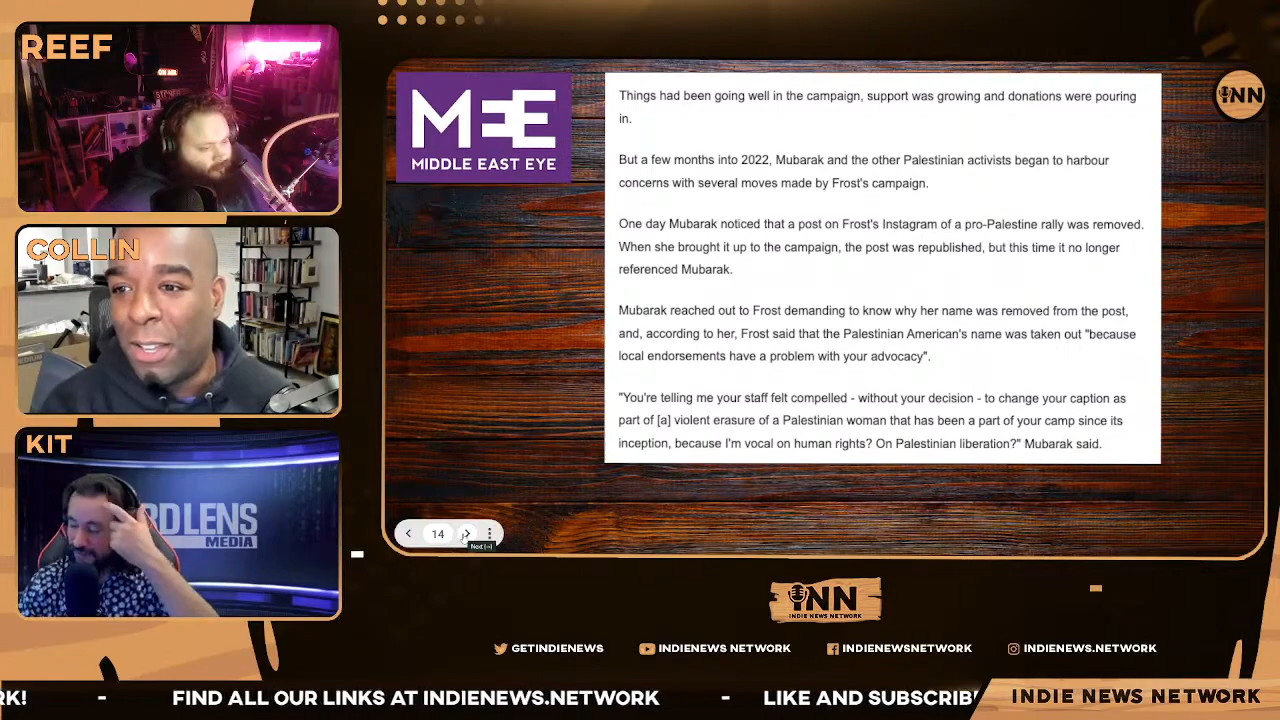 REEF
ON AIR
COLLIN
KIT
RDLENS
MEDIA
MEE
MIDDLE EAST EYE
Things had been going well in the campaign, support was growing and donations were pouring
in.
But a few months into 2022, Mubarak and the other Palestinian activists began to harbour
concerns with several moves made by Frost's campaign.
One day Mubarak noticed that a post on Frost's Instagram of a pro-Palestine rally was removed.
When she brought it up to the campaign, the post was republished, but this time it no longer
referenced Mubarak.
Mubarak reached out to Frost demanding to know why her name was removed from the post,
and, according to her, Frost said that the Palestinian American's name was taken out "because
local endorsements have a problem with your advocacy".
"You're telling me your staff felt compelled - without your decision - to change your caption as
part of [a] violent erasure of a Palestinian woman that has been a part of your camp since its
inception, because I'm vocal on human rights? On Palestinian liberation?" Mubarak said.
INN
14
Next (→)
INN
INDIE NEWS NETWORK
GETINDIENEWS
INDIENEWS NETWORK
INDIENEWSNETWORK
INDIENEWS.NETWORK
RK! - FIND ALL OUR LINKS AT INDIENEWS.NETWORK - LIKE AND SUBSCRIB
INDIE NEWS NETWORK